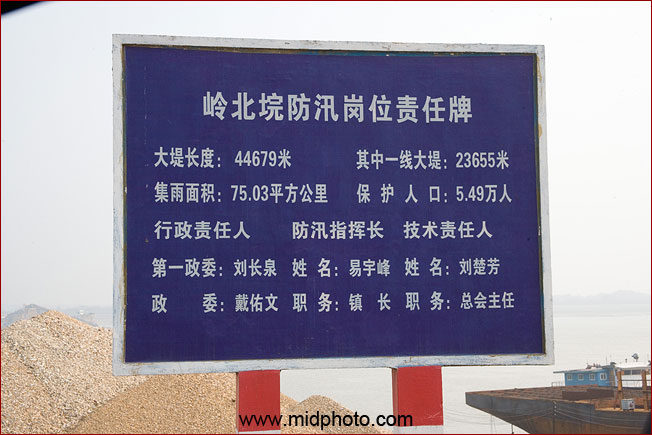 岭北垸防汛岗位责任牌
大堤长度：44679米 其中一线大堤：23655米
集雨面积：75.03平方公里 保护人口：5.49万人
行政责任人 防汛指挥长 技术责任人
第一政委：刘长泉 姓名：易宇峰 姓名：刘楚芳
政委：戴佑文 职务：镇长 职务：总会主任
www.midphoto.com